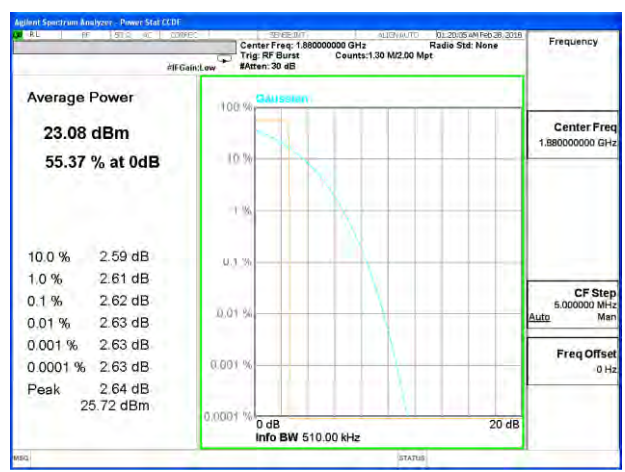 Agilent Spectrum Analyzer - Power Stat CCDF
RL RF 50 Ω AC CORREC SENSE:INT ALIGN AUTO 01:20:05 AM Feb 28, 2018
Center Freq: 1.880000000 GHz Radio Std: None
Trig: RF Burst Counts:1.30 M/2.00 Mpt
#IFGain:Low #Atten: 30 dB
Frequency
Average Power
23.08 dBm
55.37 % at 0dB
10.0 % 2.59 dB
1.0 % 2.61 dB
0.1 % 2.62 dB
0.01 % 2.63 dB
0.001 % 2.63 dB
0.0001 % 2.63 dB
Peak 2.64 dB
25.72 dBm
Gaussian
100 %
10 %
1 %
0.1 %
0.01 %
0.001 %
0.0001 %
0 dB 20 dB
Info BW 510.00 kHz
Center Freq
1.880000000 GHz
CF Step
5.000000 MHz
Auto Man
Freq Offset
0 Hz
MSG STATUS